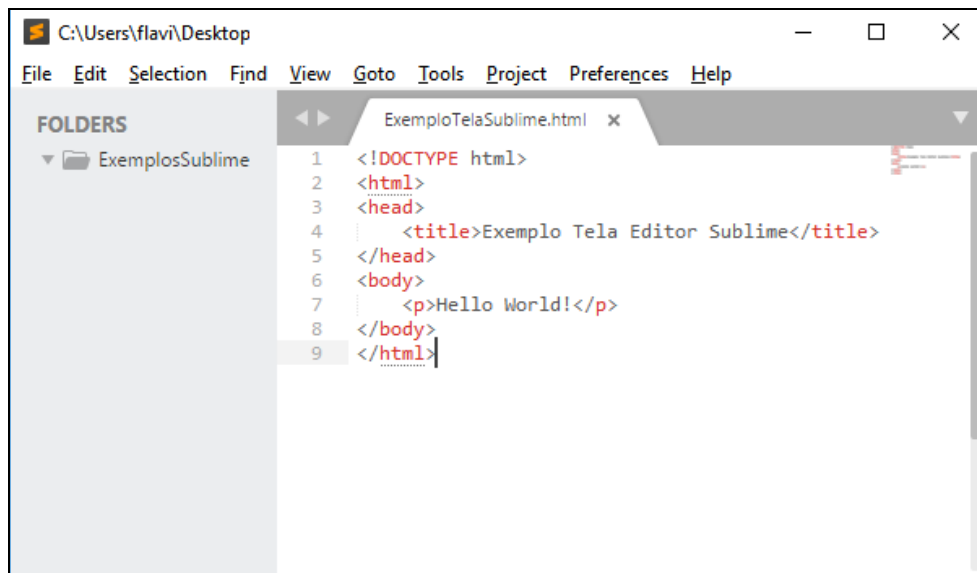 C:\Users\flavi\Desktop
File Edit Selection Find View Goto Tools Project Preferences Help
FOLDERS
ExemplosSublime
ExemploTelaSublime.html
1 <!DOCTYPE html>
2 <html>
3 <head>
4     <title>Exemplo Tela Editor Sublime</title>
5 </head>
6 <body>
7     <p>Hello World!</p>
8 </body>
9 </html>